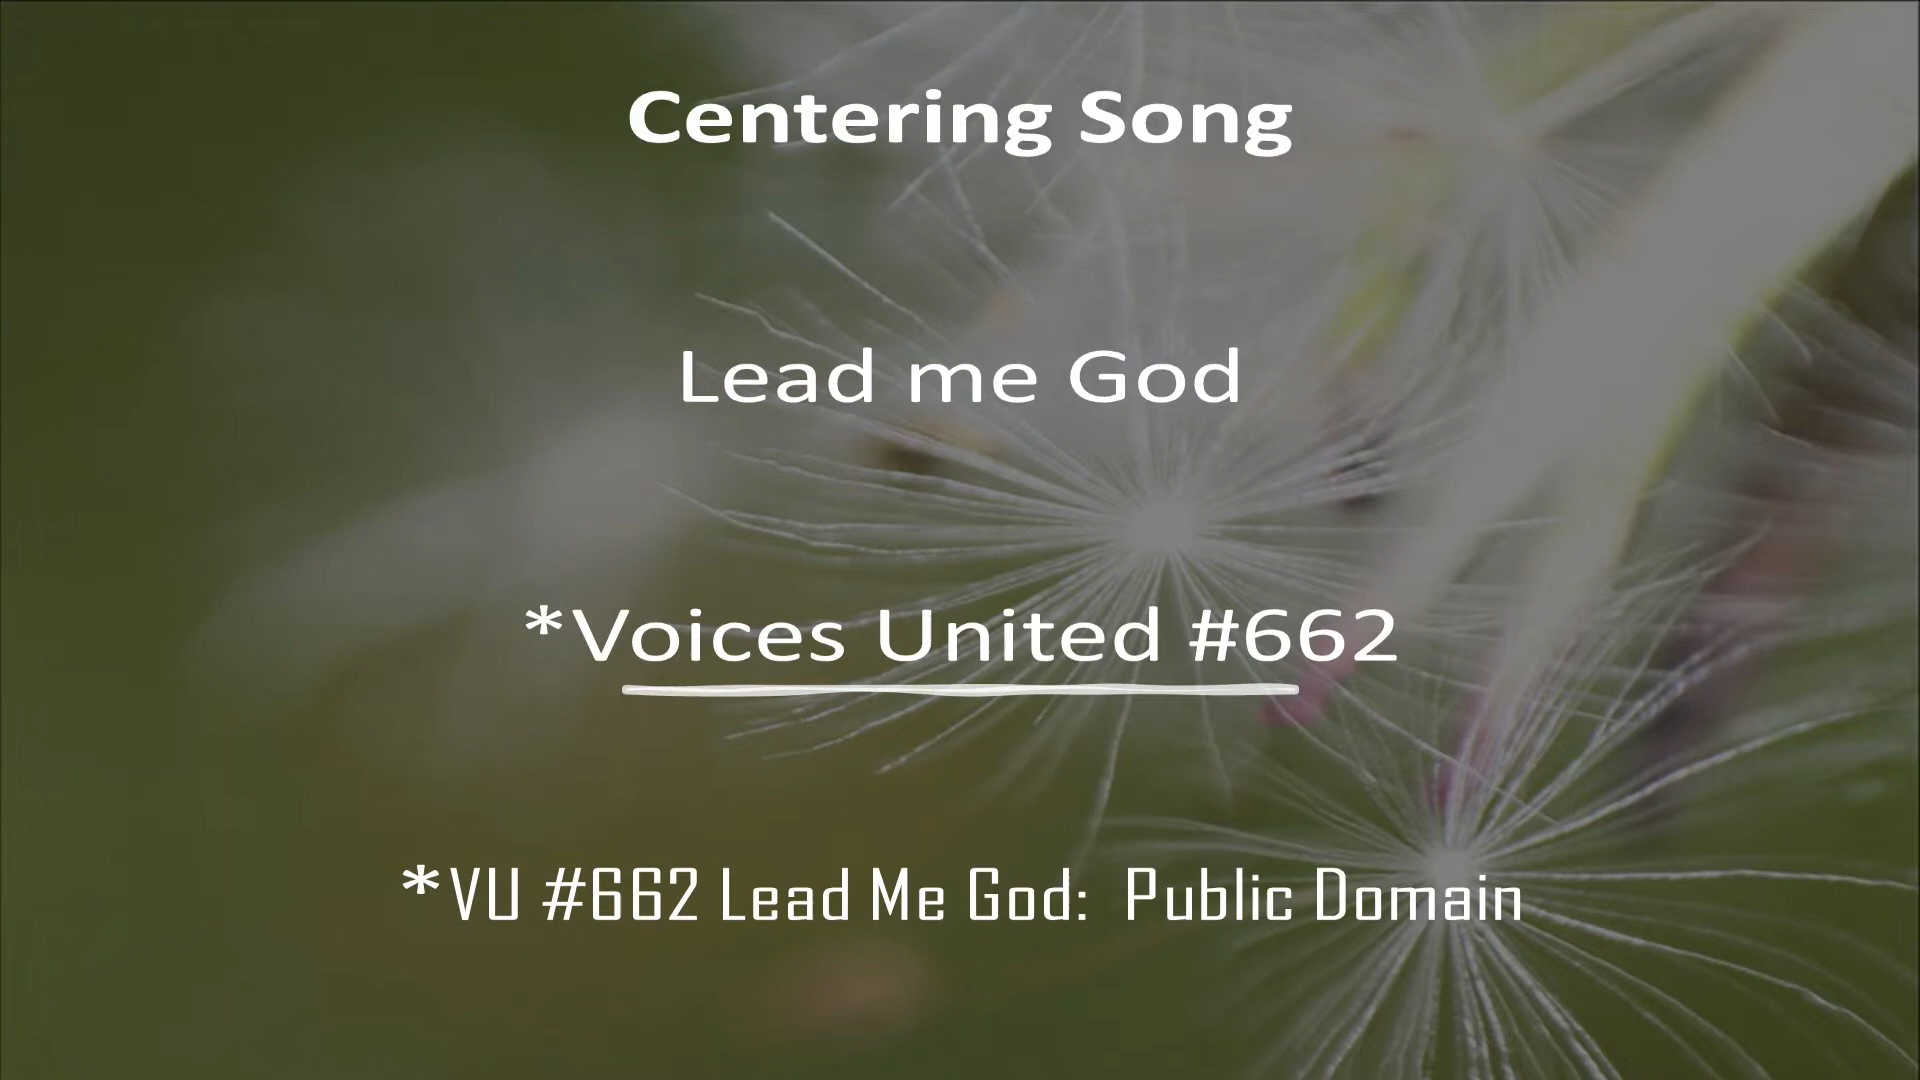 Centering Song
Lead me God
*Voices United #662
*VU #662 Lead Me God:  Public Domain